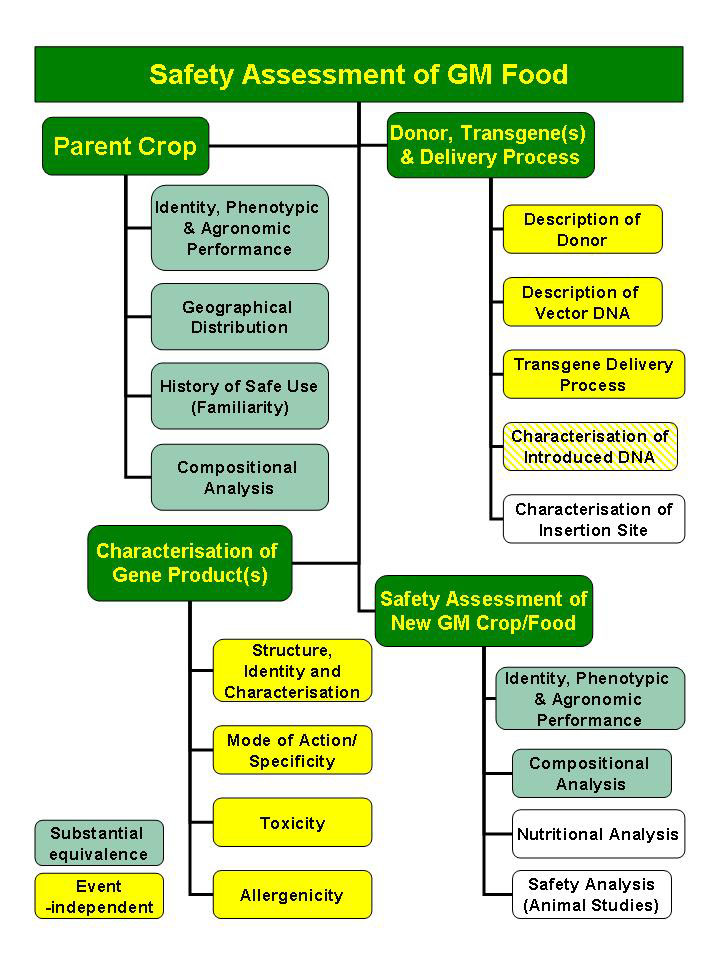 Safety Assessment of GM Food
Parent Crop
Identity, Phenotypic
& Agronomic
Performance
Geographical
Distribution
History of Safe Use
(Familiarity)
Compositional
Analysis
Donor, Transgene(s)
& Delivery Process
Description of
Donor
Description of
Vector DNA
Transgene Delivery
Process
Characterisation of
Introduced DNA
Characterisation of
Insertion Site
Characterisation of
Gene Product(s)
Structure,
Identity and
Characterisation
Mode of Action/
Specificity
Toxicity
Allergenicity
Safety Assessment of
New GM Crop/Food
Identity, Phenotypic
& Agronomic
Performance
Compositional
Analysis
Nutritional Analysis
Safety Analysis
(Animal Studies)
Substantial
equivalence
Event
-independent